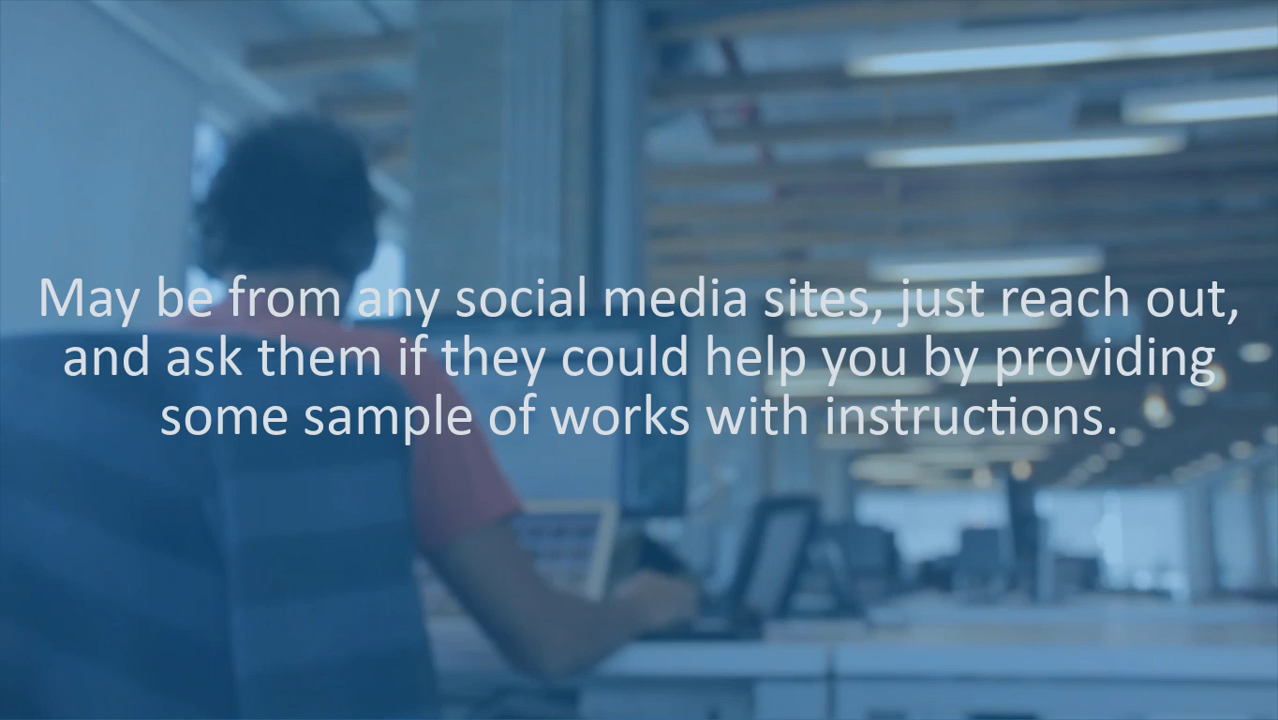 May be from any social media sites, just reach out,
and ask them if they could help you by providing
some sample of works with instructions.